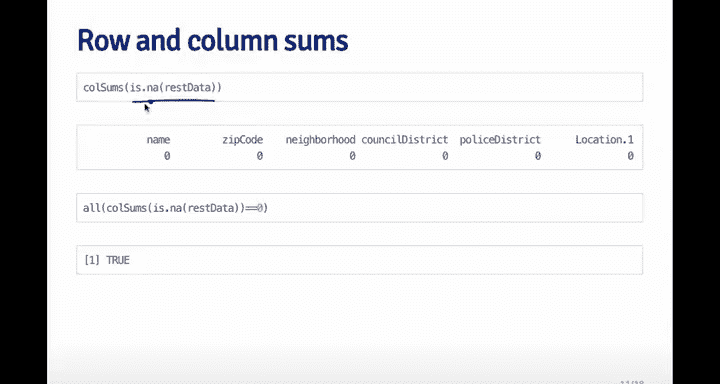 Row and column sums
colSums(is.na(restData))
name zipCode neighborhood councilDistrict policeDistrict Location.1
0 0 0 0 0 0
all(colSums(is.na(restData))==0)
[1] TRUE